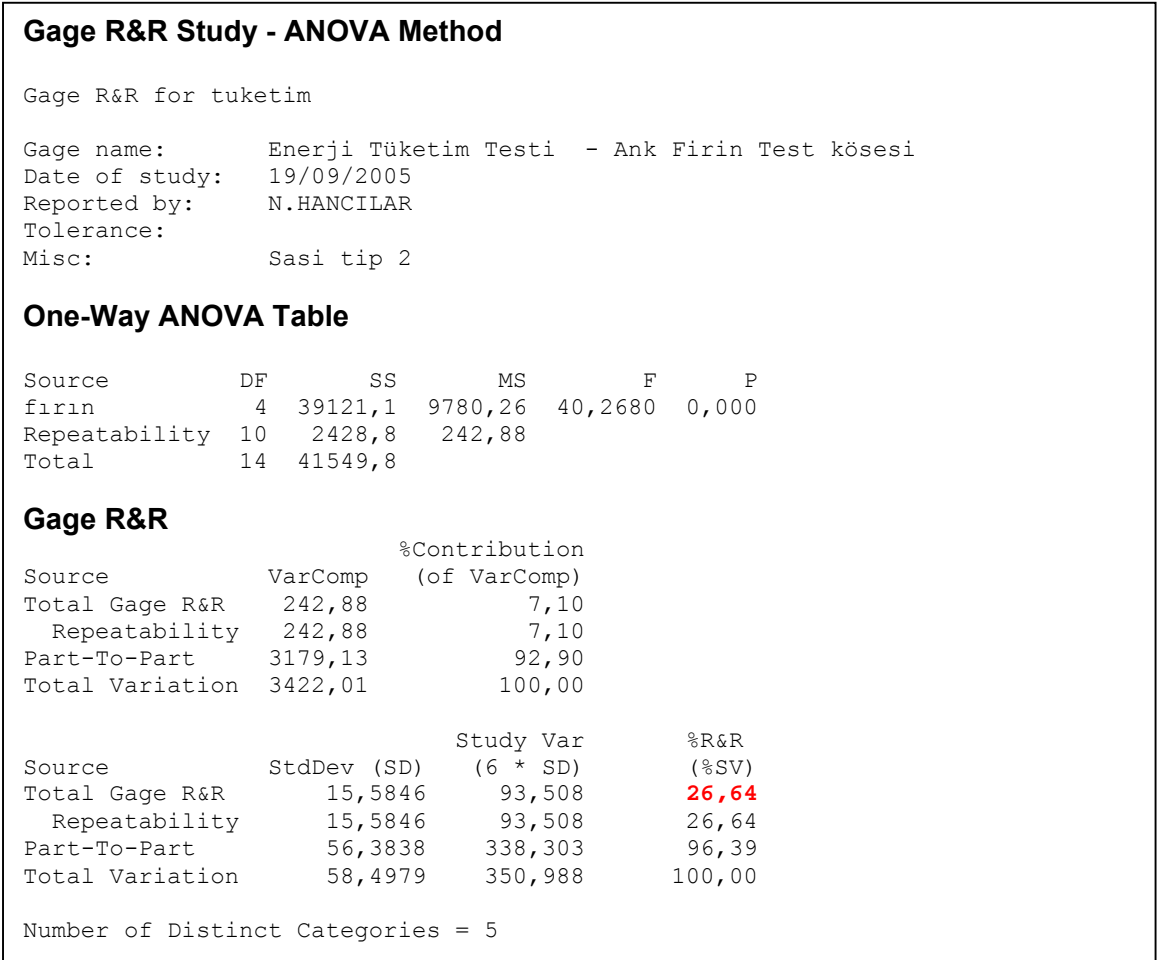 Gage R&R Study - ANOVA Method
Gage R&R for tuketim
Gage name: Enerji Tüketim Testi - Ank Firin Test kösesi
Date of study: 19/09/2005
Reported by: N.HANCILAR
Tolerance:
Misc: Sasi tip 2
One-Way ANOVA Table
Source DF SS MS F P
fırın 4 39121,1 9780,26 40,2680 0,000
Repeatability 10 2428,8 242,88
Total 14 41549,8
Gage R&R
%Contribution
Source VarComp (of VarComp)
Total Gage R&R 242,88 7,10
Repeatability 242,88 7,10
Part-To-Part 3179,13 92,90
Total Variation 3422,01 100,00
Study Var %R&R
Source StdDev (SD) (6 * SD) (%SV)
Total Gage R&R 15,5846 93,508 26,64
Repeatability 15,5846 93,508 26,64
Part-To-Part 56,3838 338,303 96,39
Total Variation 58,4979 350,988 100,00
Number of Distinct Categories = 5